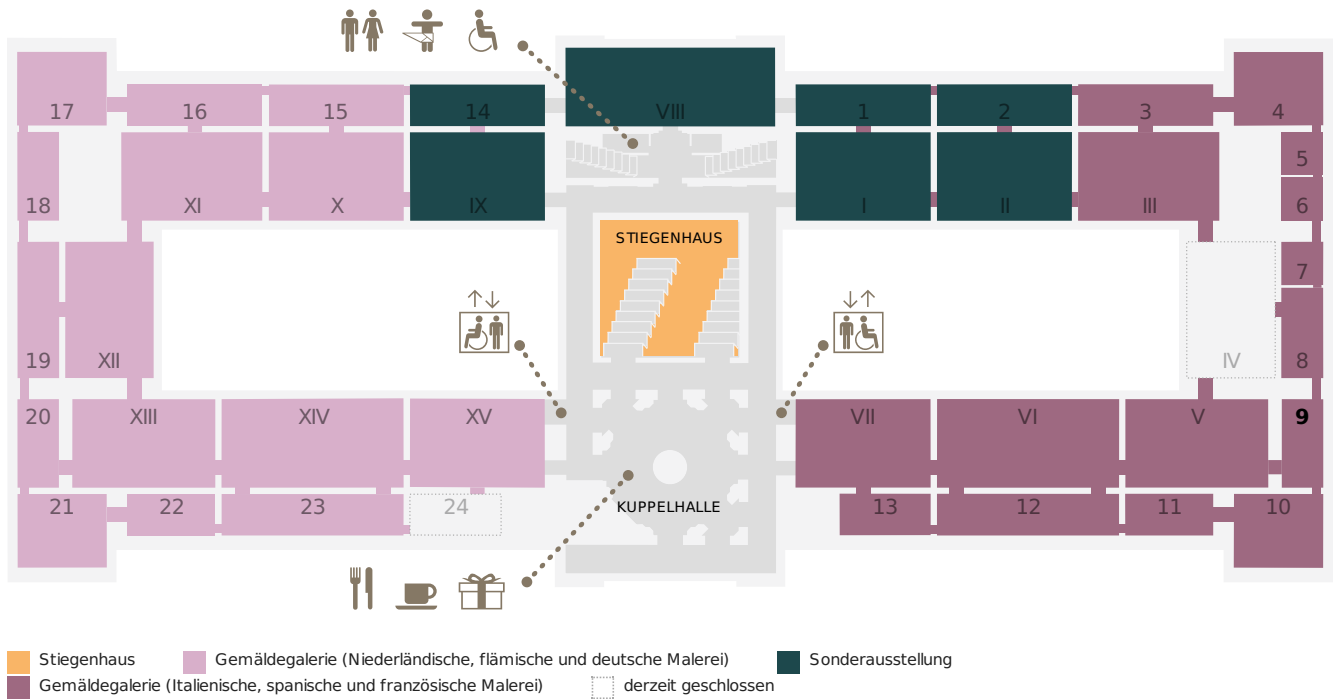 17 16 15 14 VIII 1 2 3 4
5
18 XI X IX I II III 6
STIEGENHAUS
7
19 XII IV 8
20 XIII XIV XV VII VI V 9
21 22 23 24 KUPPELHALLE 13 12 11 10
Stiegenhaus Gemäldegalerie (Niederländische, flämische und deutsche Malerei) Sonderausstellung
Gemäldegalerie (Italienische, spanische und französische Malerei) derzeit geschlossen